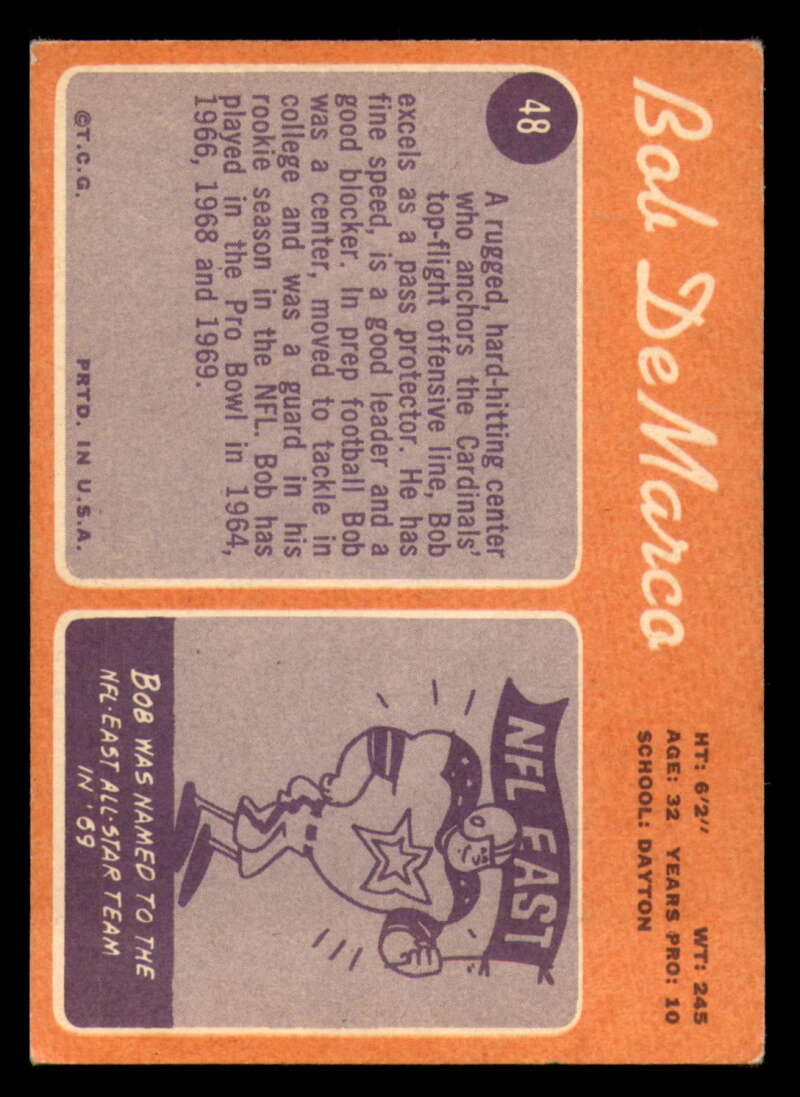 Bob DeMarco
HT: 6'2" WT: 245
AGE: 32 YEARS PRO: 10
SCHOOL: DAYTON
48
A rugged, hard-hitting center
who anchors the Cardinals'
top-flight offensive line, Bob
excels as a pass protector. He has
fine speed, is a good leader and a
good blocker. In prep football Bob
was a center, moved to tackle in
college and was a guard in his
rookie season in the NFL. Bob has
played in the Pro Bowl in 1964,
1966, 1968 and 1969.
©T.C.G. PRTD. IN U.S.A.
NFL EAST
BOB WAS NAMED TO THE
NFL-EAST ALL-STAR TEAM
IN '69